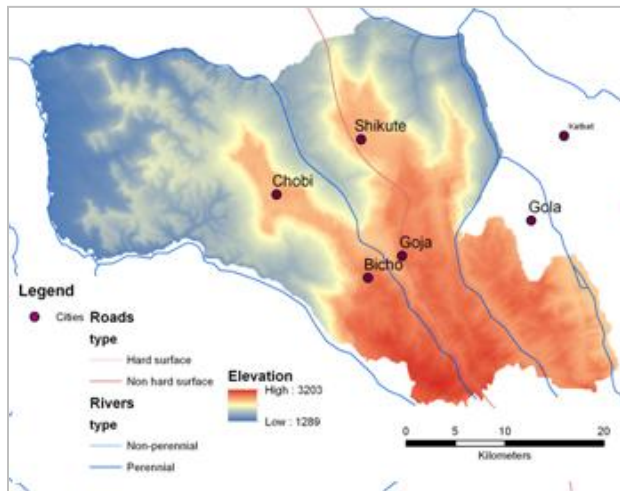 Shikute
Ketket
Chobi
Gola
Goja
Bicho
Legend
Cities
Roads
type
Hard surface
Non hard surface
Rivers
type
Non-perennial
Perennial
Elevation
High : 3203
Low : 1289
0 5 10 20
Kilometers